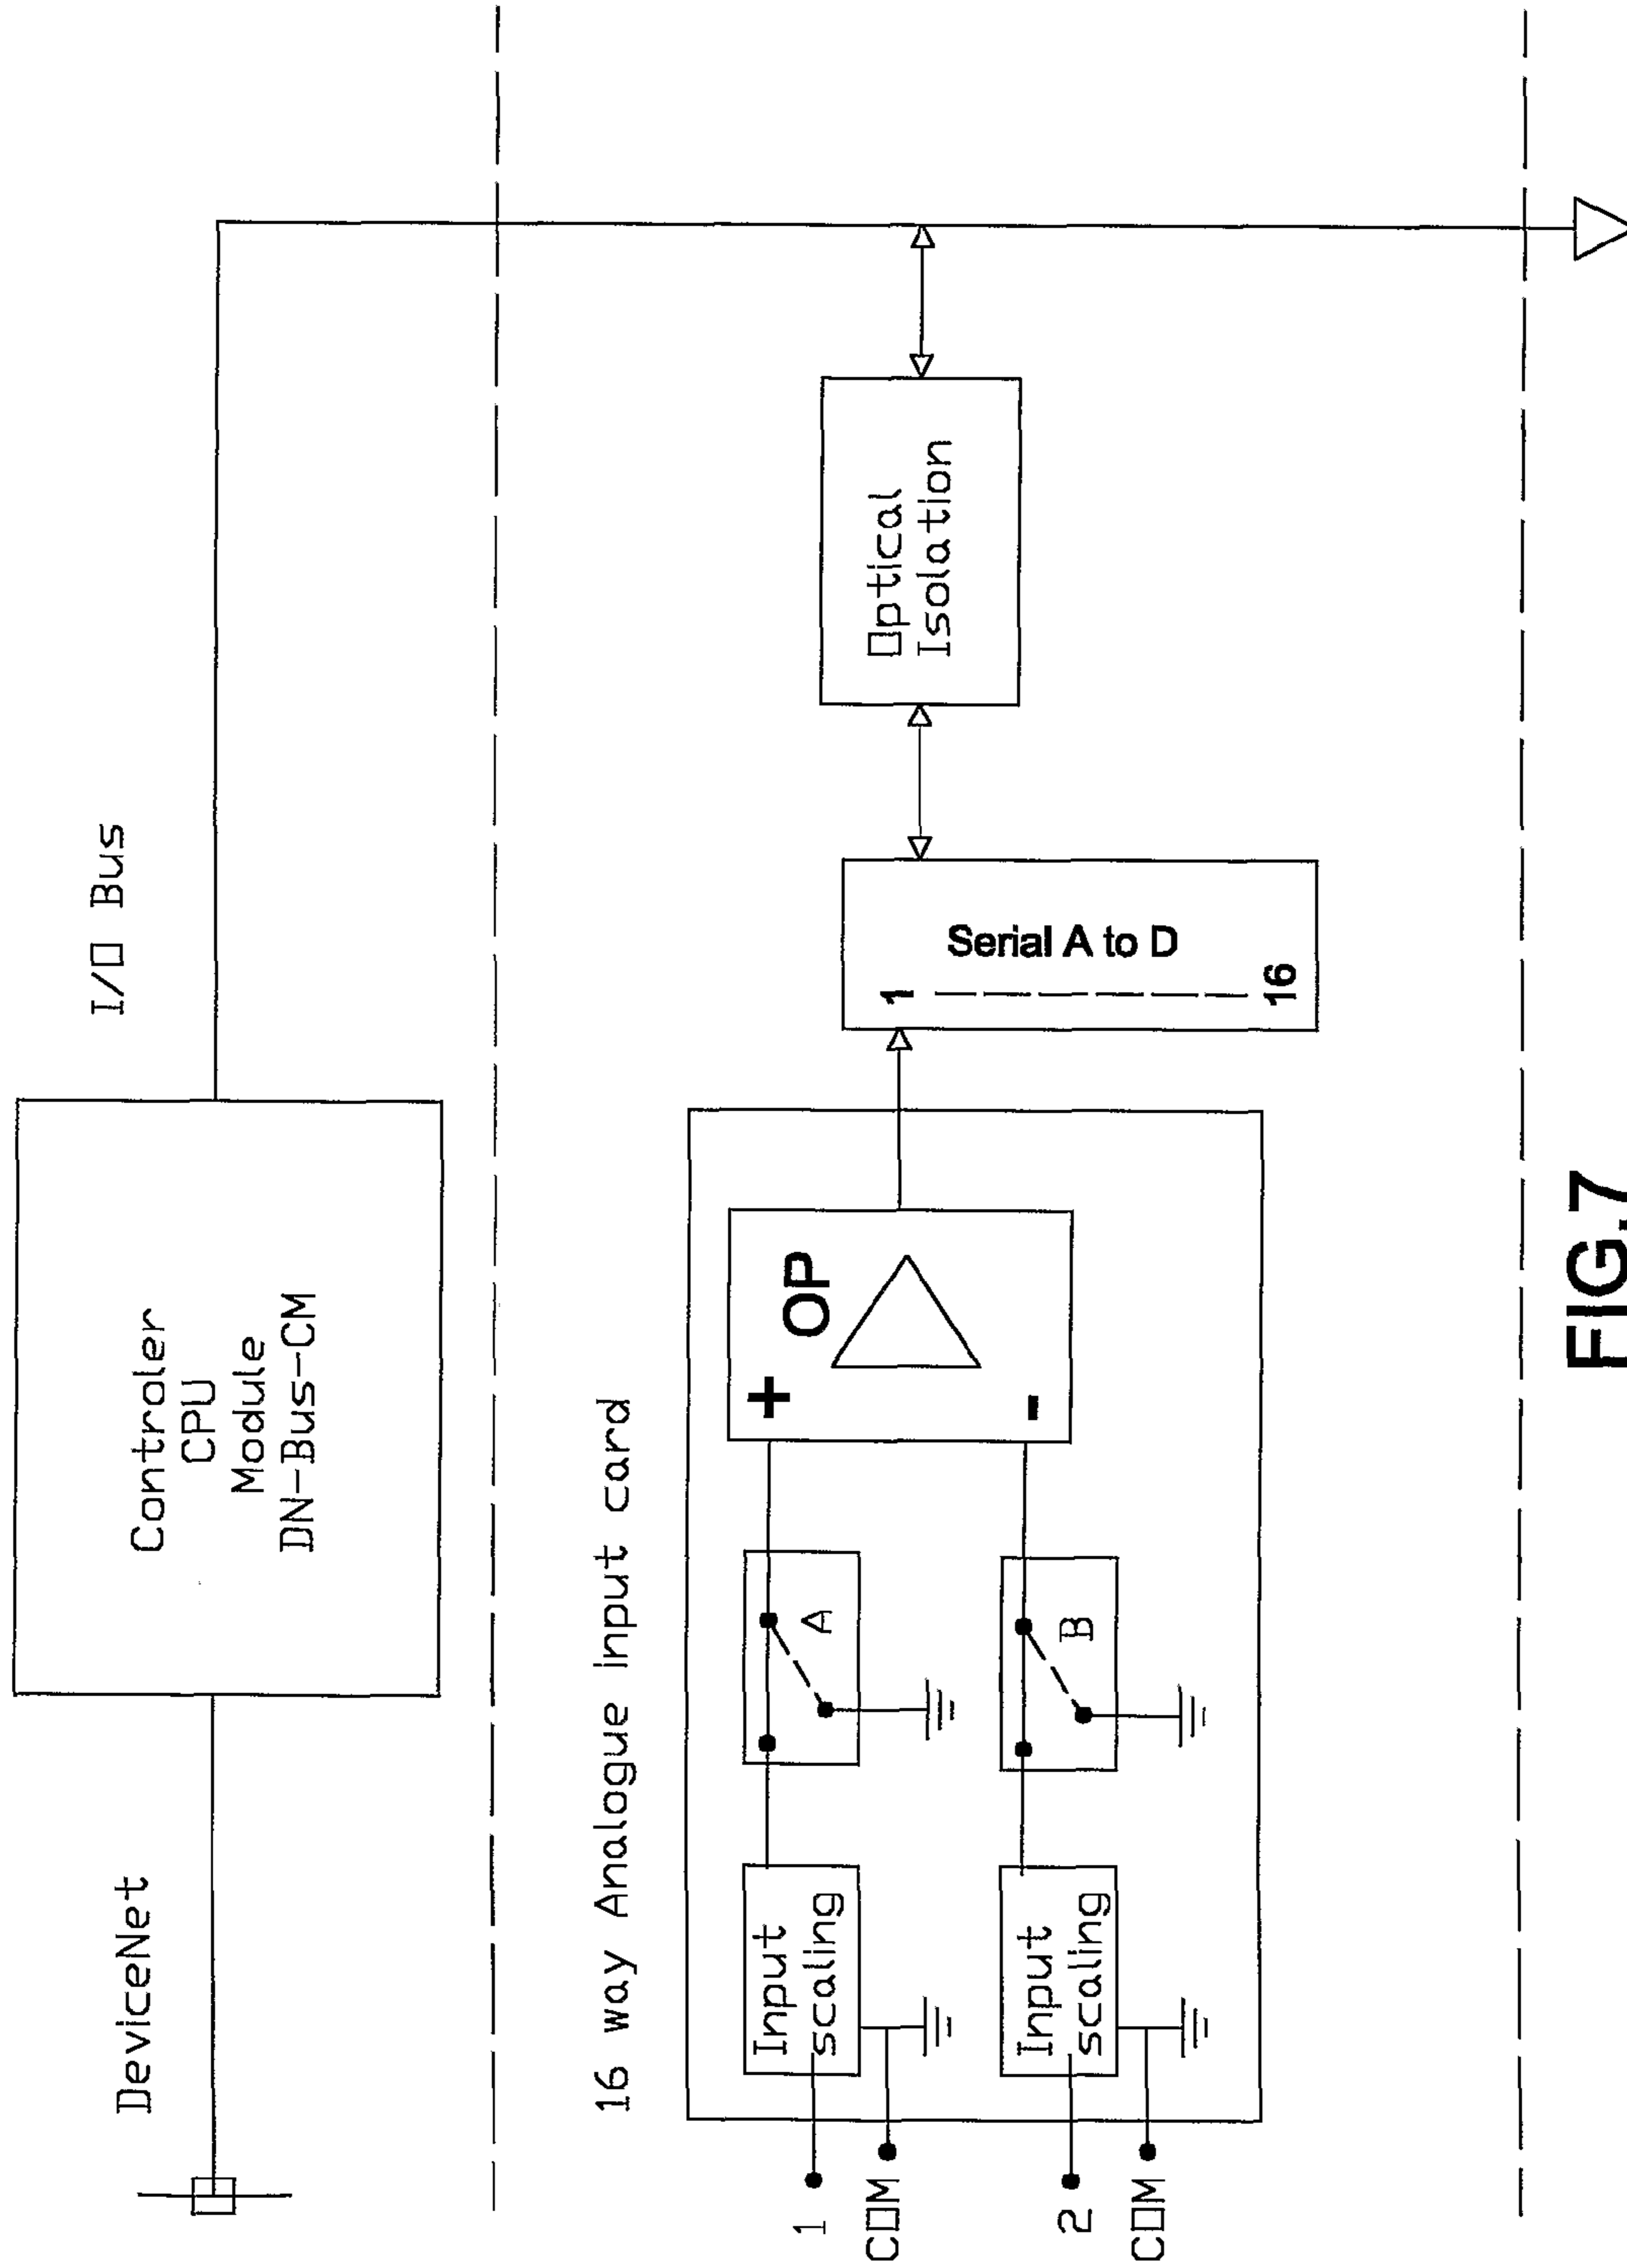 DeviceNet
Controler
CPU
Module
DN-Bus-CM
I/O Bus
16 way Analogue input card
1
COM
Input
scaling
A
+
OP
-
2
COM
Input
scaling
B
1
16
Serial A to D
Optical
Isolation
FIG.7